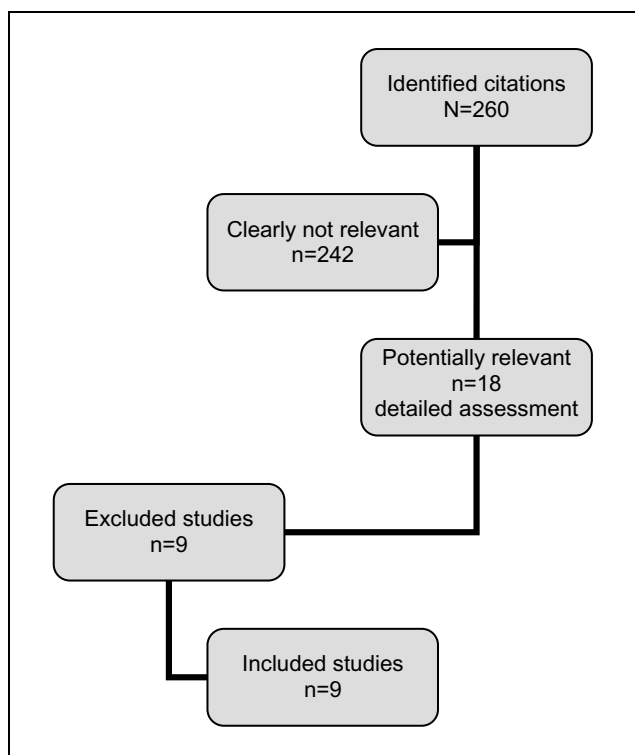 Identified citations
N=260
Clearly not relevant
n=242
Potentially relevant
n=18
detailed assessment
Excluded studies
n=9
Included studies
n=9